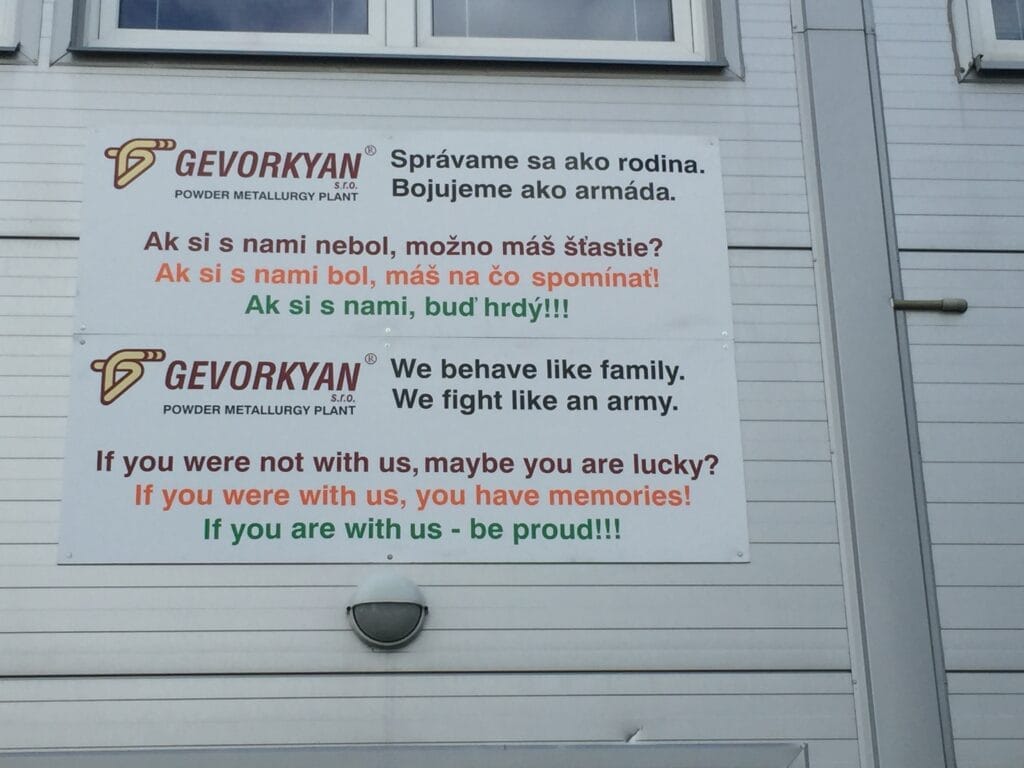 GEVORKYAN®
s.r.o.
POWDER METALLURGY PLANT
Správame sa ako rodina.
Bojujeme ako armáda.
Ak si s nami nebol, možno máš šťastie?
Ak si s nami bol, máš na čo spomínať!
Ak si s nami, buď hrdý!!!
GEVORKYAN®
s.r.o.
POWDER METALLURGY PLANT
We behave like family.
We fight like an army.
If you were not with us, maybe you are lucky?
If you were with us, you have memories!
If you are with us - be proud!!!